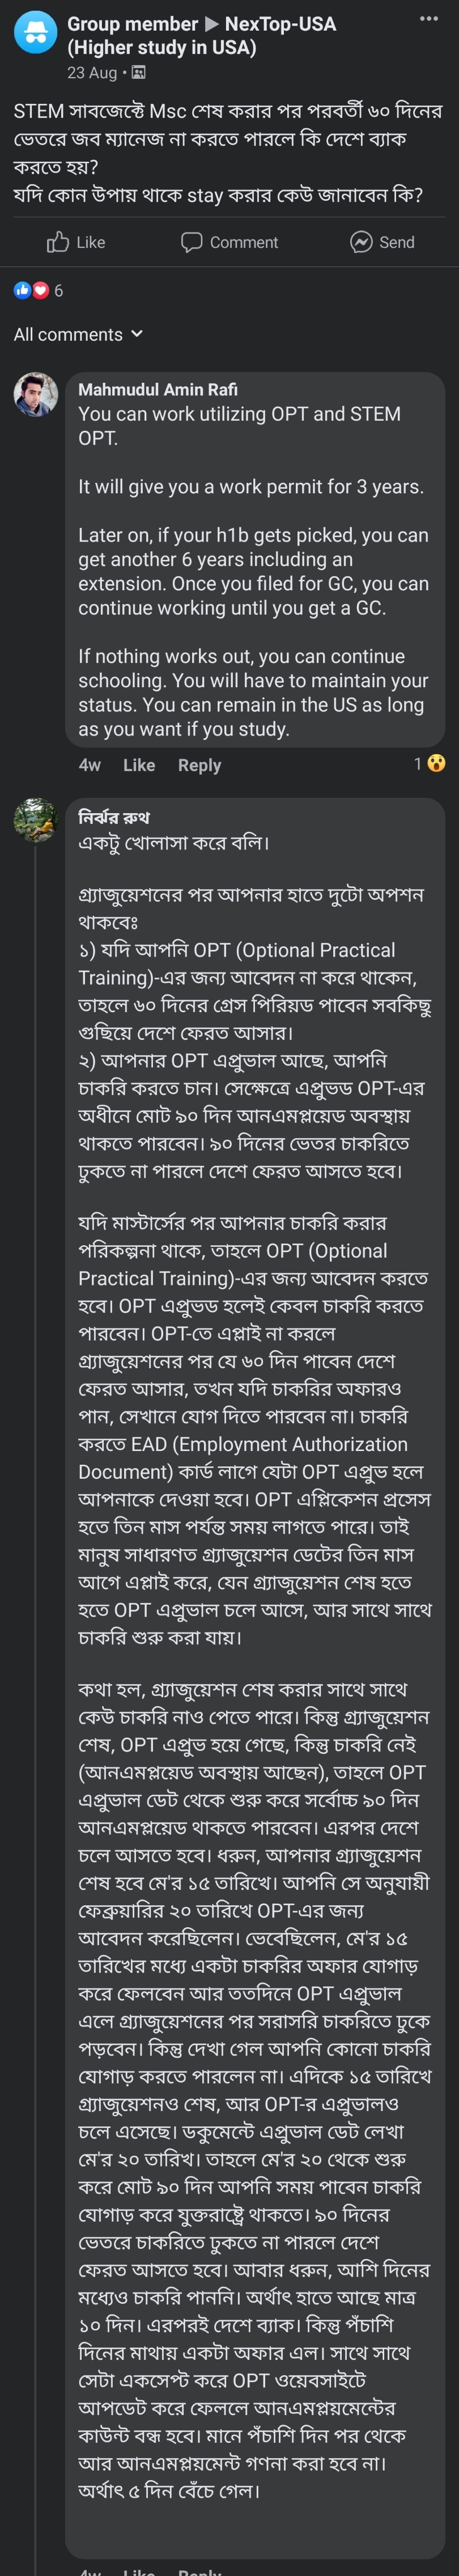 Group member ▶ NexTop-USA
(Higher study in USA)
23 Aug •
STEM সাবজেক্টে Msc শেষ করার পর পরবর্তী ৬০ দিনের
ভেতরে জব ম্যানেজ না করতে পারলে কি দেশে ব্যাক
করতে হয়?
যদি কোন উপায় থাকে stay করার কেউ জানাবেন কি?
Like Comment Send
6
All comments
Mahmudul Amin Rafi
You can work utilizing OPT and STEM
OPT.
It will give you a work permit for 3 years.
Later on, if your h1b gets picked, you can
get another 6 years including an
extension. Once you filed for GC, you can
continue working until you get a GC.
If nothing works out, you can continue
schooling. You will have to maintain your
status. You can remain in the US as long
as you want if you study.
4w Like Reply 1
নির্ঝর রুথ
একটু খোলাসা করে বলি।
গ্র্যাজুয়েশনের পর আপনার হাতে দুটো অপশন
থাকবেঃ
১) যদি আপনি OPT (Optional Practical
Training)-এর জন্য আবেদন না করে থাকেন,
তাহলে ৬০ দিনের গ্রেস পিরিয়ড পাবেন সবকিছু
গুছিয়ে দেশে ফেরত আসার।
২) আপনার OPT এপ্রুভাল আছে, আপনি
চাকরি করতে চান। সেক্ষেত্রে এপ্রুভড OPT-এর
অধীনে মোট ৯০ দিন আনএমপ্লয়েড অবস্থায়
থাকতে পারবেন। ৯০ দিনের ভেতর চাকরিতে
ঢুকতে না পারলে দেশে ফেরত আসতে হবে।
যদি মাস্টার্সের পর আপনার চাকরি করার
পরিকল্পনা থাকে, তাহলে OPT (Optional
Practical Training)-এর জন্য আবেদন করতে
হবে। OPT এপ্রুভড হলেই কেবল চাকরি করতে
পারবেন। OPT-তে এপ্লাই না করলে
গ্র্যাজুয়েশনের পর যে ৬০ দিন পাবেন দেশে
ফেরত আসার, তখন যদি চাকরির অফারও
পান, সেখানে যোগ দিতে পারবেন না। চাকরি
করতে EAD (Employment Authorization
Document) কার্ড লাগে যেটা OPT এপ্রুভ হলে
আপনাকে দেওয়া হবে। OPT এপ্লিকেশন প্রসেস
হতে তিন মাস পর্যন্ত সময় লাগতে পারে। তাই
মানুষ সাধারণত গ্র্যাজুয়েশন ডেটের তিন মাস
আগে এপ্লাই করে, যেন গ্র্যাজুয়েশন শেষ হতে
হতে OPT এপ্রুভাল চলে আসে, আর সাথে সাথে
চাকরি শুরু করা যায়।
কথা হল, গ্র্যাজুয়েশন শেষ করার সাথে সাথে
কেউ চাকরি নাও পেতে পারে। কিন্তু গ্র্যাজুয়েশন
শেষ, OPT এপ্রুভ হয়ে গেছে, কিন্তু চাকরি নেই
(আনএমপ্লয়েড অবস্থায় আছেন), তাহলে OPT
এপ্রুভাল ডেট থেকে শুরু করে সর্বোচ্চ ৯০ দিন
আনএমপ্লয়েড থাকতে পারবেন। এরপর দেশে
চলে আসতে হবে। ধরুন, আপনার গ্র্যাজুয়েশন
শেষ হবে মে'র ১৫ তারিখে। আপনি সে অনুযায়ী
ফেব্রুয়ারির ২০ তারিখে OPT-এর জন্য
আবেদন করেছিলেন। ভেবেছিলেন, মে'র ১৫
তারিখের মধ্যে একটা চাকরির অফার যোগাড়
করে ফেলবেন আর ততদিনে OPT এপ্রুভাল
এলে গ্র্যাজুয়েশনের পর সরাসরি চাকরিতে ঢুকে
পড়বেন। কিন্তু দেখা গেল আপনি কোনো চাকরি
যোগাড় করতে পারলেন না। এদিকে ১৫ তারিখে
গ্র্যাজুয়েশনও শেষ, আর OPT-র এপ্রুভালও
চলে এসেছে। ডকুমেন্টে এপ্রুভাল ডেট লেখা
মে'র ২০ তারিখ। তাহলে মে'র ২০ থেকে শুরু
করে মোট ৯০ দিন আপনি সময় পাবেন চাকরি
যোগাড় করে যুক্তরাষ্ট্রে থাকতে। ৯০ দিনের
ভেতরে চাকরিতে ঢুকতে না পারলে দেশে
ফেরত আসতে হবে। আবার ধরুন, আশি দিনের
মধ্যেও চাকরি পাননি। অর্থাৎ হাতে আছে মাত্র
১০ দিন। এরপরই দেশে ব্যাক। কিন্তু পঁচাশি
দিনের মাথায় একটা অফার এল। সাথে সাথে
সেটা একসেপ্ট করে OPT ওয়েবসাইটে
আপডেট করে ফেললে আনএমপ্লয়মেন্টের
কাউন্ট বন্ধ হবে। মানে পঁচাশি দিন পর থেকে
আর আনএমপ্লয়মেন্ট গণনা করা হবে না।
অর্থাৎ ৫ দিন বেঁচে গেল।
4w Like Reply